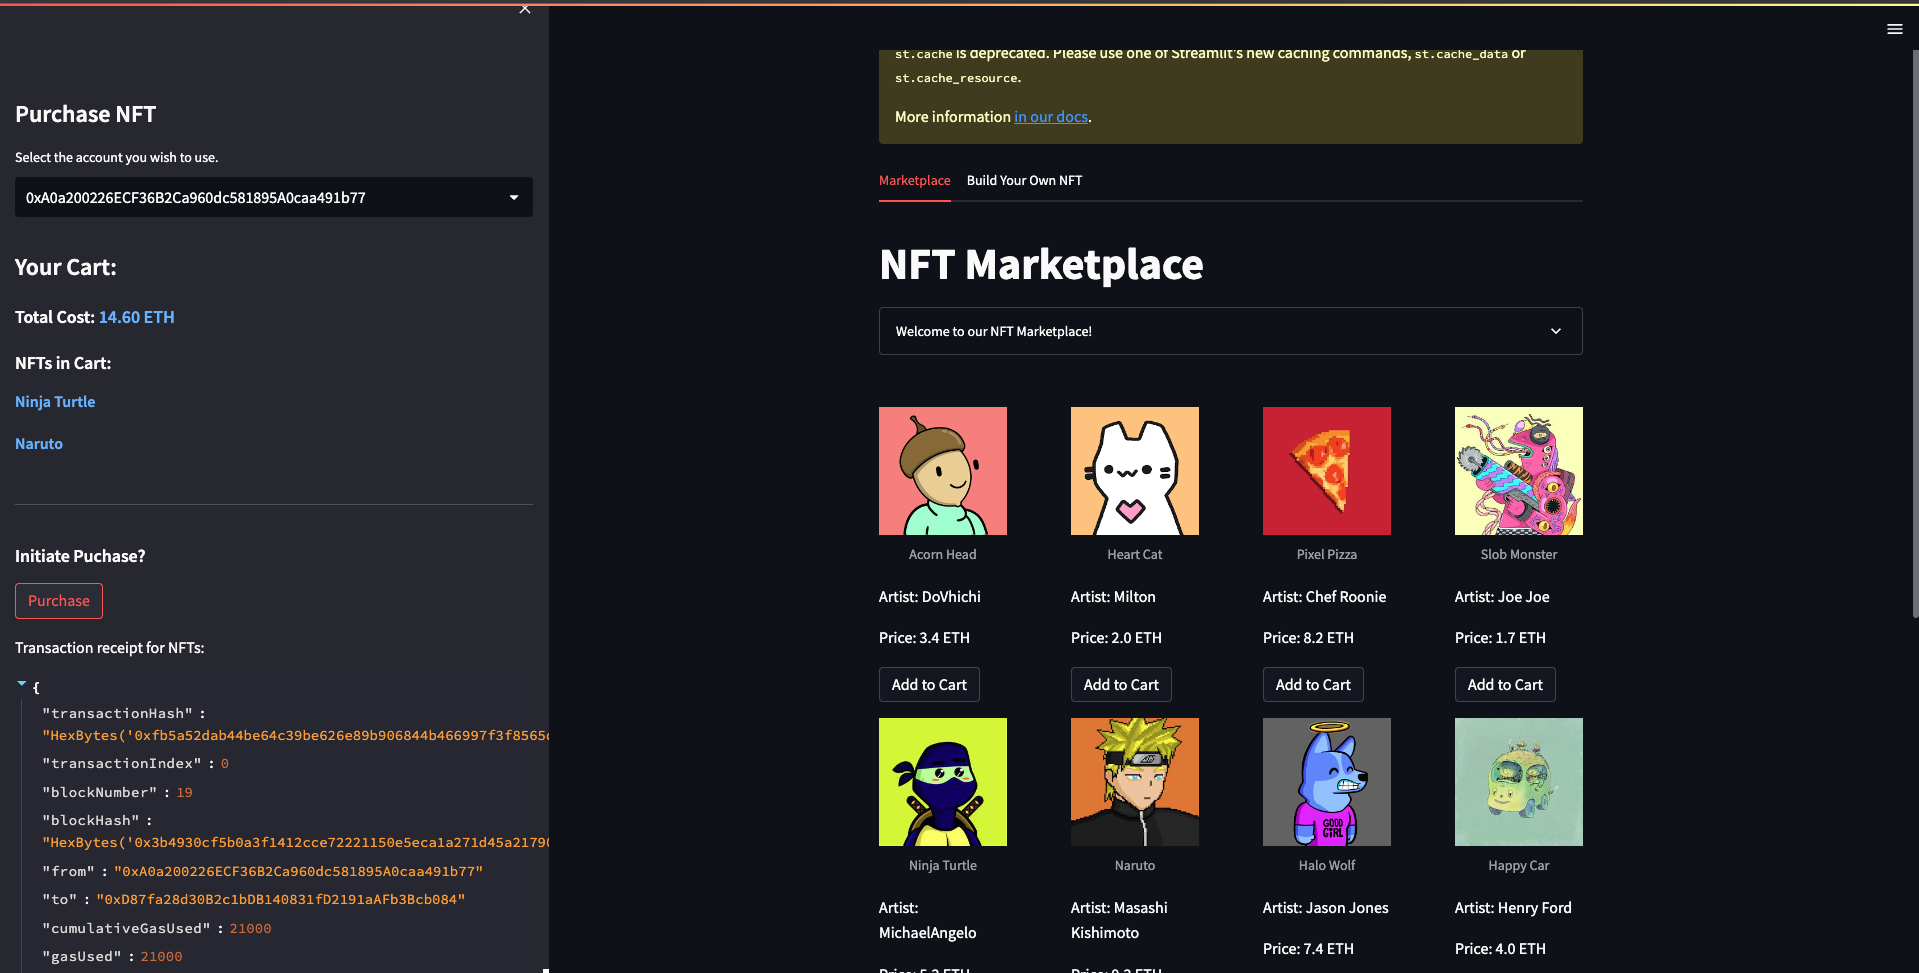 Purchase NFT
Select the account you wish to use.
0xA0a200226ECF36B2Ca960dc581895A0caa491b77
Your Cart:
Total Cost: 14.60 ETH
NFTs in Cart:
Ninja Turtle
Naruto
Initiate Puchase?
Purchase
Transaction receipt for NFTs:
{
"transactionHash" :
"HexBytes('0xfb5a52dab44be64c39be626e89b906844b466997f3f8565
"transactionIndex" : 0
"blockNumber" : 19
"blockHash" :
"HexBytes('0x3b4930cf5b0a3f1412cce72221150e5eca1a271d45a2179
"from" : "0xA0a200226ECF36B2Ca960dc581895A0caa491b77"
"to" : "0xD87fa28d30B2c1bDB140831fD2191aAFb3Bcb084"
"cumulativeGasUsed" : 21000
"gasUsed" : 21000
st.cache is deprecated. Please use one of Streamlit's new caching commands, st.cache_data or
st.cache_resource.
More information in our docs.
Marketplace Build Your Own NFT
NFT Marketplace
Welcome to our NFT Marketplace!
Acorn Head Heart Cat Pixel Pizza Slob Monster
Artist: DoVhichi Artist: Milton Artist: Chef Roonie Artist: Joe Joe
Price: 3.4 ETH Price: 2.0 ETH Price: 8.2 ETH Price: 1.7 ETH
Add to Cart Add to Cart Add to Cart Add to Cart
GOOD
GIRL
Ninja Turtle Naruto Halo Wolf Happy Car
Artist: Artist: Masashi Artist: Jason Jones Artist: Henry Ford
MichaelAngelo Kishimoto
Price: 7.4 ETH Price: 4.0 ETH